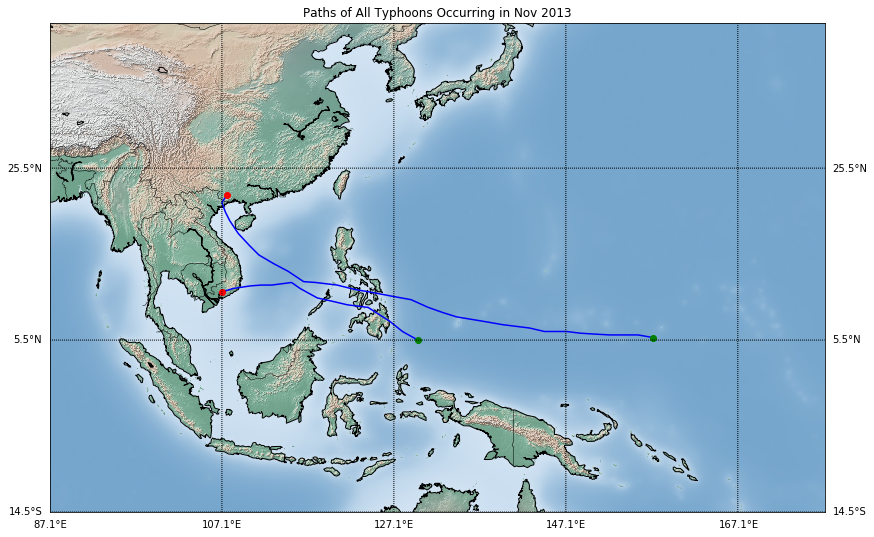 Paths of All Typhoons Occurring in Nov 2013
25.5°N 25.5°N
5.5°N 5.5°N
14.5°S 14.5°S
87.1°E 107.1°E 127.1°E 147.1°E 167.1°E